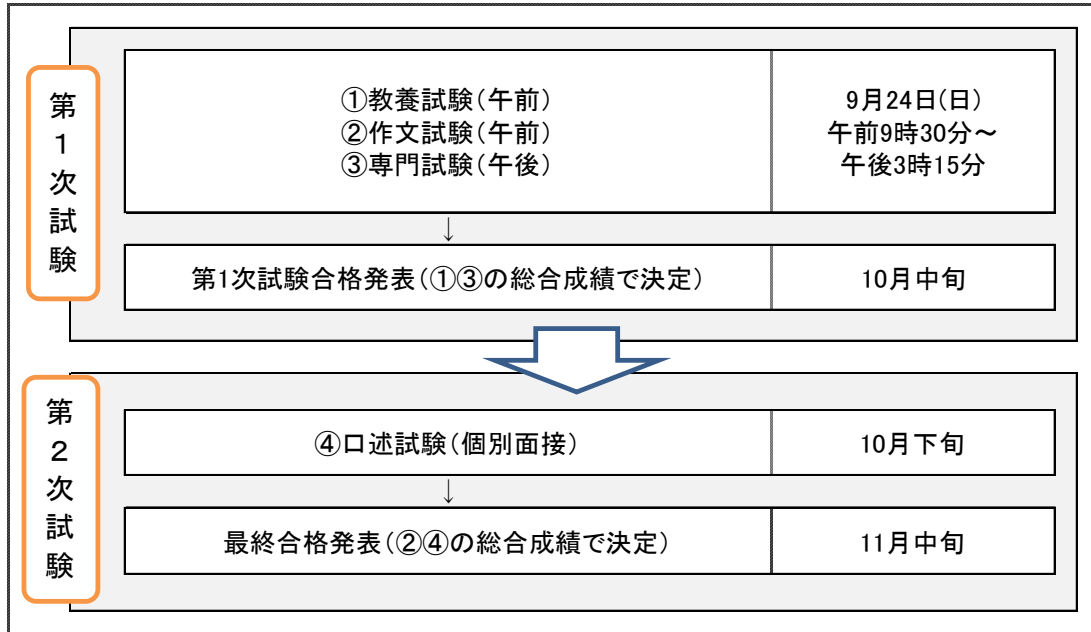 第1次試験
①教養試験(午前)
②作文試験(午前)
③専門試験(午後)
9月24日(日)
午前9時30分~
午後3時15分
↓
第1次試験合格発表(①③の総合成績で決定)
10月中旬
第2次試験
④口述試験(個別面接)
10月下旬
↓
最終合格発表(②④の総合成績で決定)
11月中旬